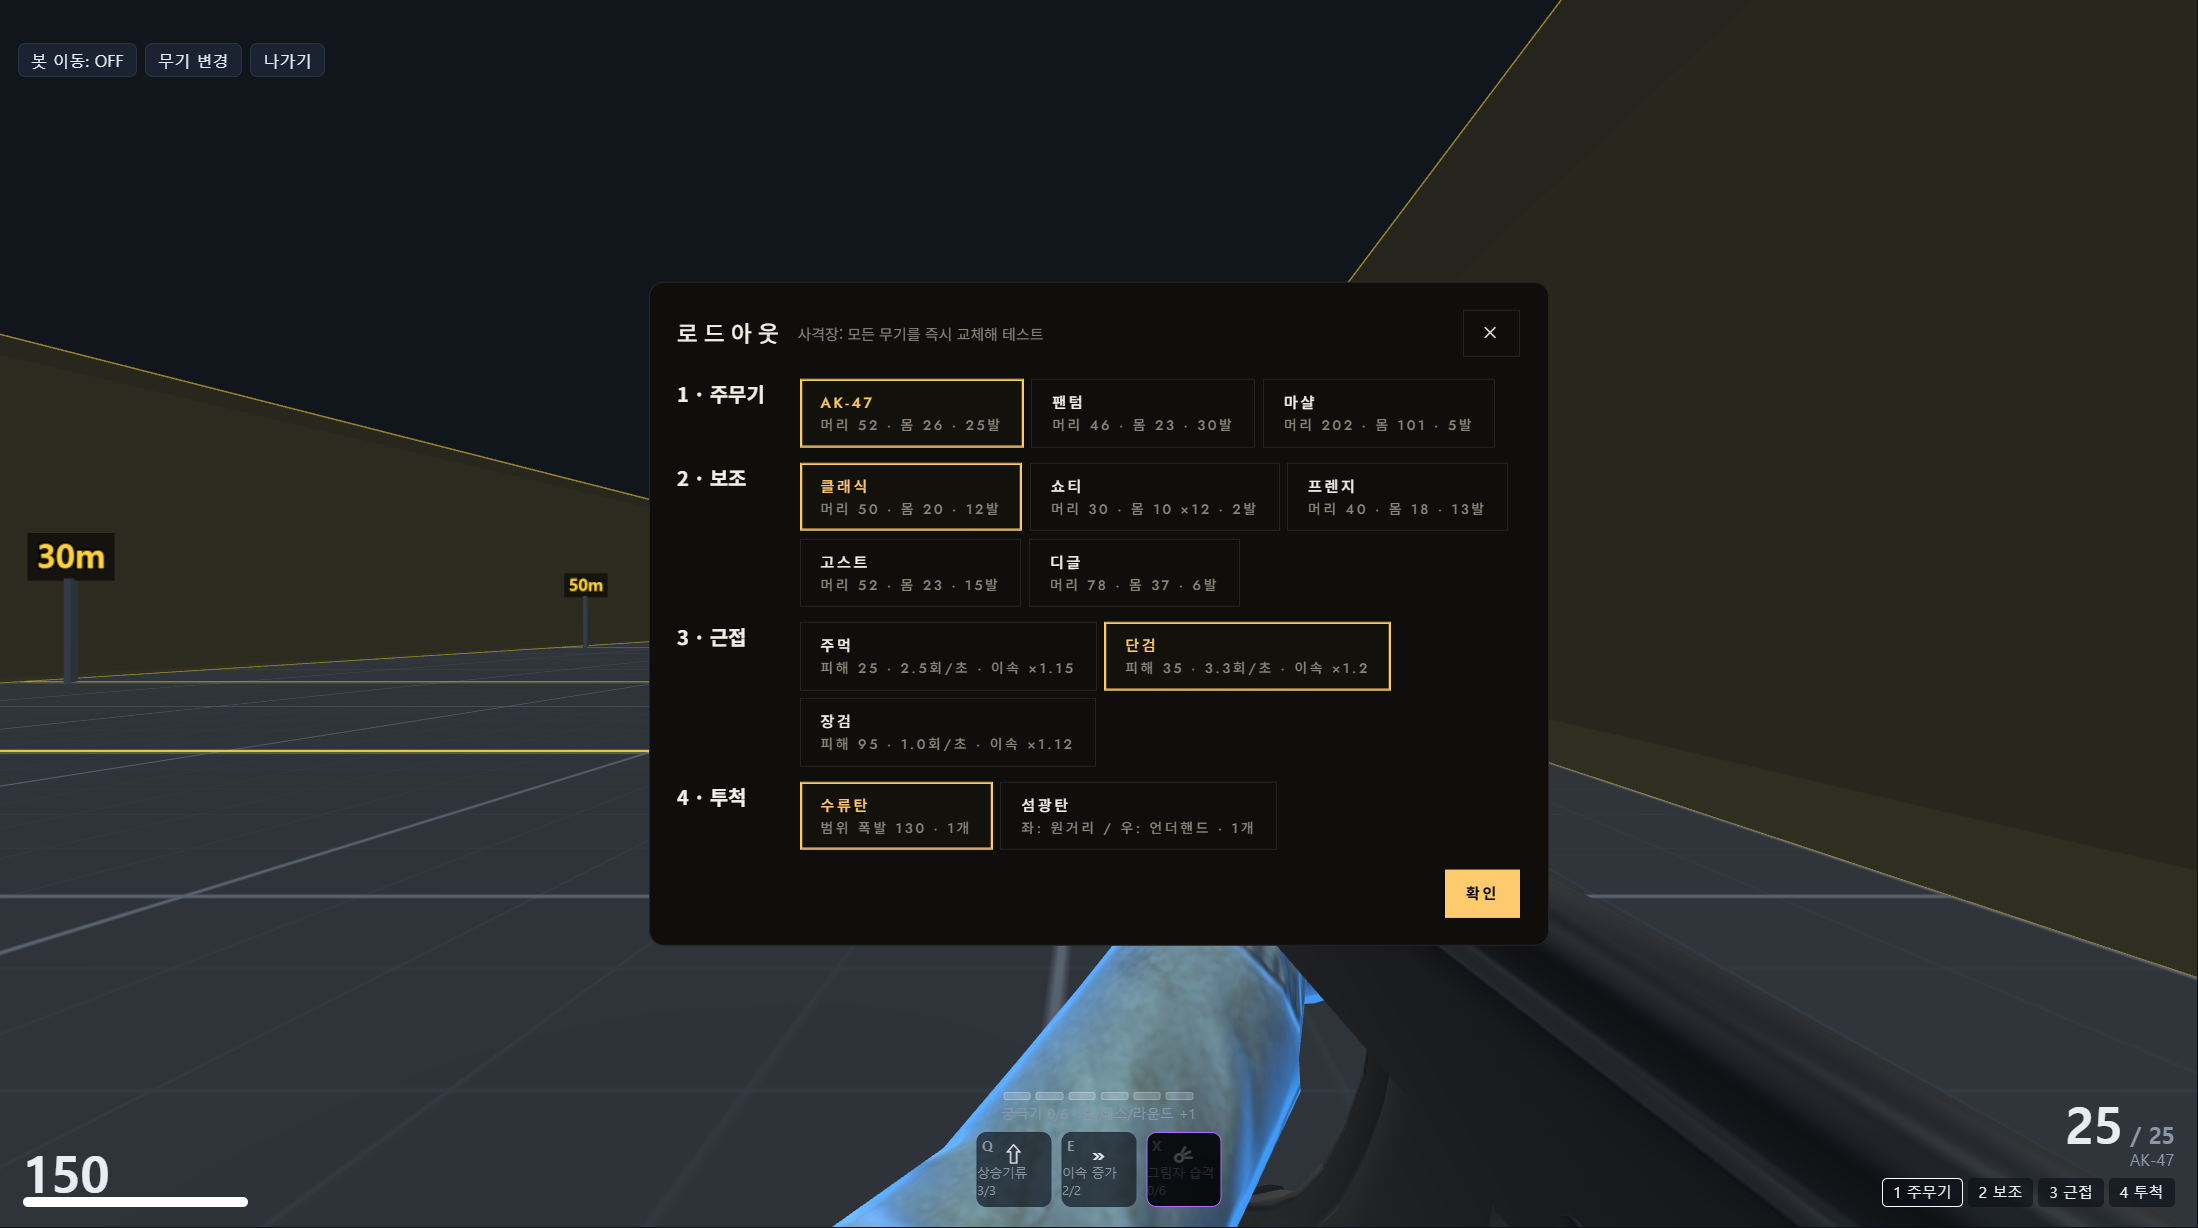 봇 이동: OFF
무기 변경
나가기
로드아웃
사격장: 모든 무기를 즉시 교체해 테스트
×
1 · 주무기
AK-47
머리 52 · 몸 26 · 25발
팬텀
머리 46 · 몸 23 · 30발
마샬
머리 202 · 몸 101 · 5발
2 · 보조
클래식
머리 50 · 몸 20 · 12발
쇼티
머리 30 · 몸 10 ×12 · 2발
프렌지
머리 40 · 몸 18 · 13발
고스트
머리 52 · 몸 23 · 15발
디글
머리 78 · 몸 37 · 6발
3 · 근접
주먹
피해 25 · 2.5회/초 · 이속 ×1.15
단검
피해 35 · 3.3회/초 · 이속 ×1.2
장검
피해 95 · 1.0회/초 · 이속 ×1.12
4 · 투척
수류탄
범위 폭발 130 · 1개
섬광탄
좌: 원거리 / 우: 언더핸드 · 1개
확인
30m
50m
궁극기 0/6 /라운드 +1
Q
상승기류
3/3
E
»
이속 증가
2/2
X
그림자 습격
0/6
150
25 / 25
AK-47
1 주무기
2 보조
3 근접
4 투척